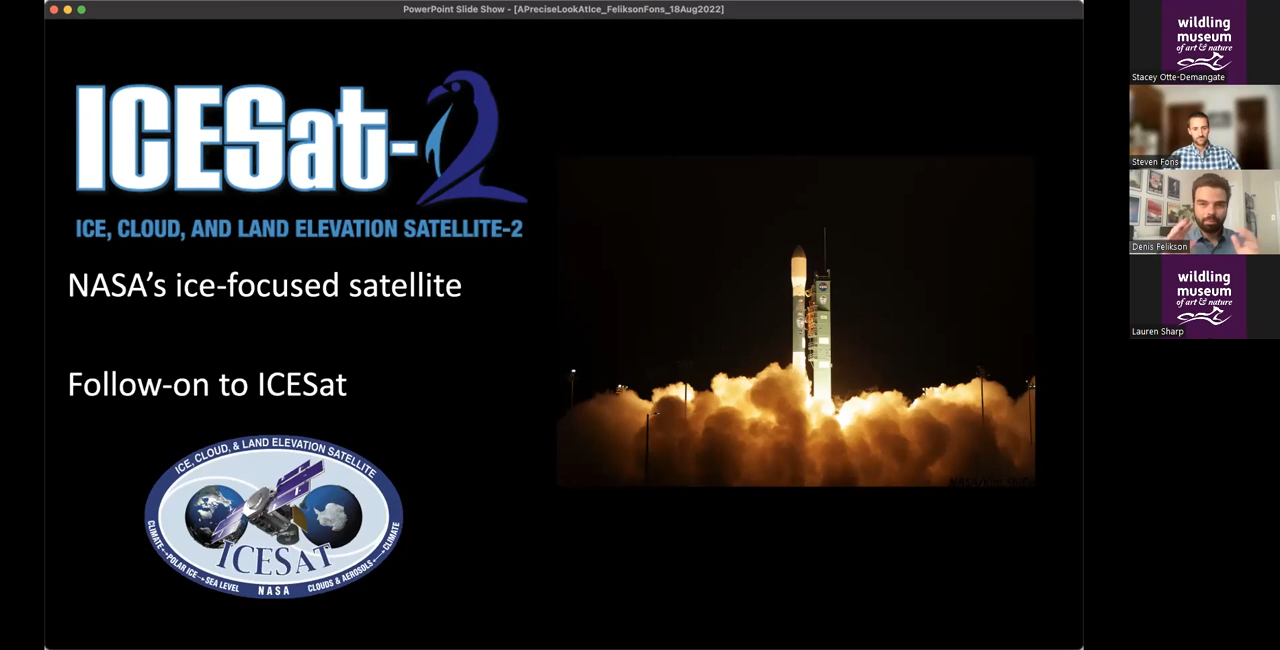 PowerPoint Slide Show - [APreciseLookAtIce_FeliksonFons_18Aug2022]
ICESat-2
ICE, CLOUD, AND LAND ELEVATION SATELLITE-2
NASA's ice-focused satellite
Follow-on to ICESat
ICE, CLOUD, & LAND ELEVATION SATELLITE
ICESAT
CLIMATE
POLAR ICE
SEA LEVEL
NASA
CLOUDS & AEROSOLS
CLIMATE
wildling
museum
of art & nature
Stacey Otte-Demangate
Steven Fons
Denis Felikson
wildling
museum
of art & nature
Lauren Sharp